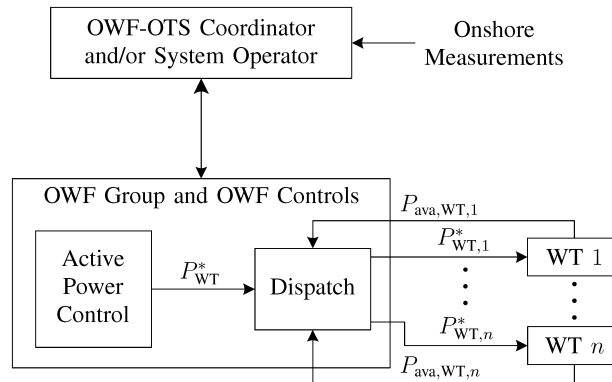 OWF-OTS Coordinator
and/or System Operator
Onshore
Measurements
OWF Group and OWF Controls
Active
Power
Control
P*WT
Dispatch
Pava,WT,1
P*WT,1
WT 1
P*WT,n
WT n
Pava,WT,n